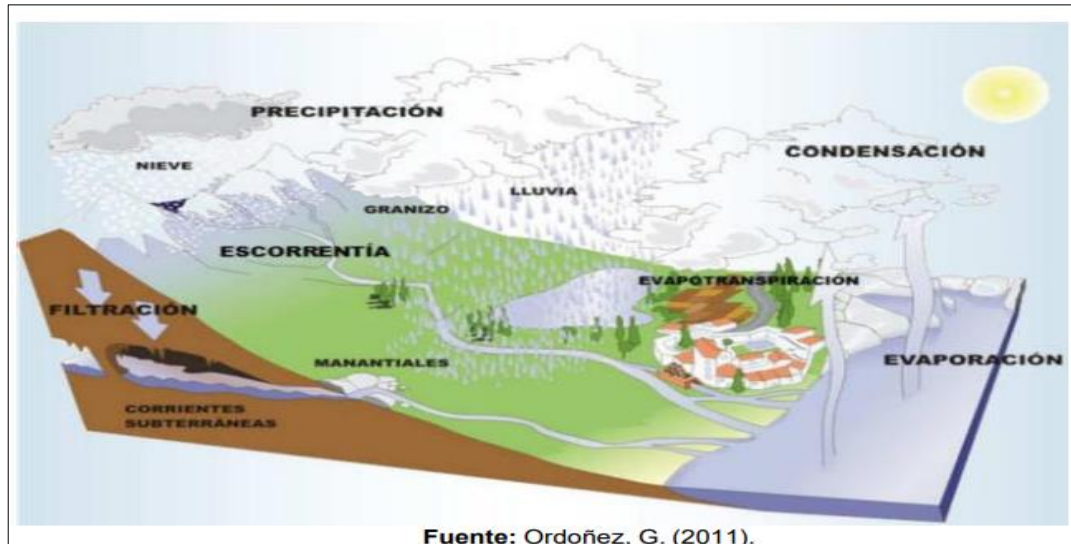 PRECIPITACIÓN
CONDENSACIÓN
NIEVE
LLUVIA
GRANIZO
ESCORRENTÍA
EVAPOTRANSPIRACIÓN
FILTRACIÓN
MANANTIALES
EVAPORACIÓN
CORRIENTES
SUBTERRÁNEAS
Fuente: Ordoñez, G. (2011).